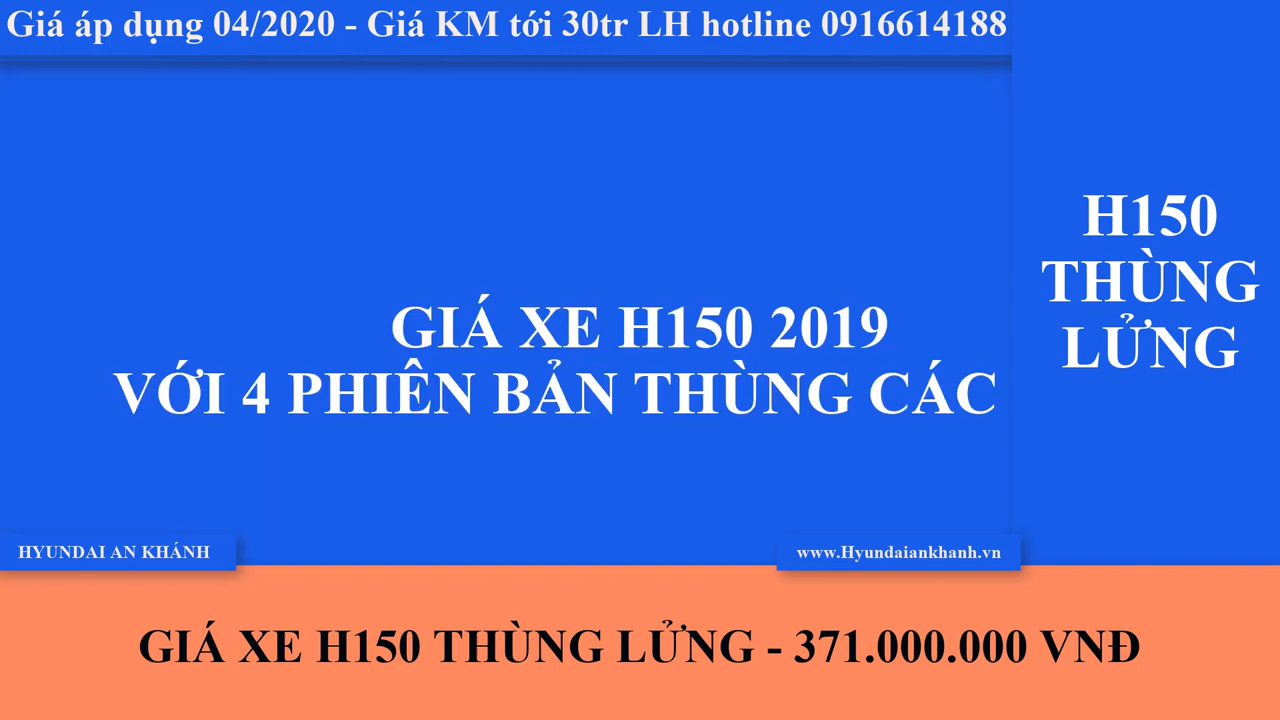 Giá áp dụng 04/2020 - Giá KM tới 30tr LH hotline 0916614188
H150
THÙNG
LỬNG
GIÁ XE H150 2019
VỚI 4 PHIÊN BẢN THÙNG CÁC
HYUNDAI AN KHÁNH
www.Hyundaiankhanh.vn
GIÁ XE H150 THÙNG LỬNG - 371.000.000 VNĐ